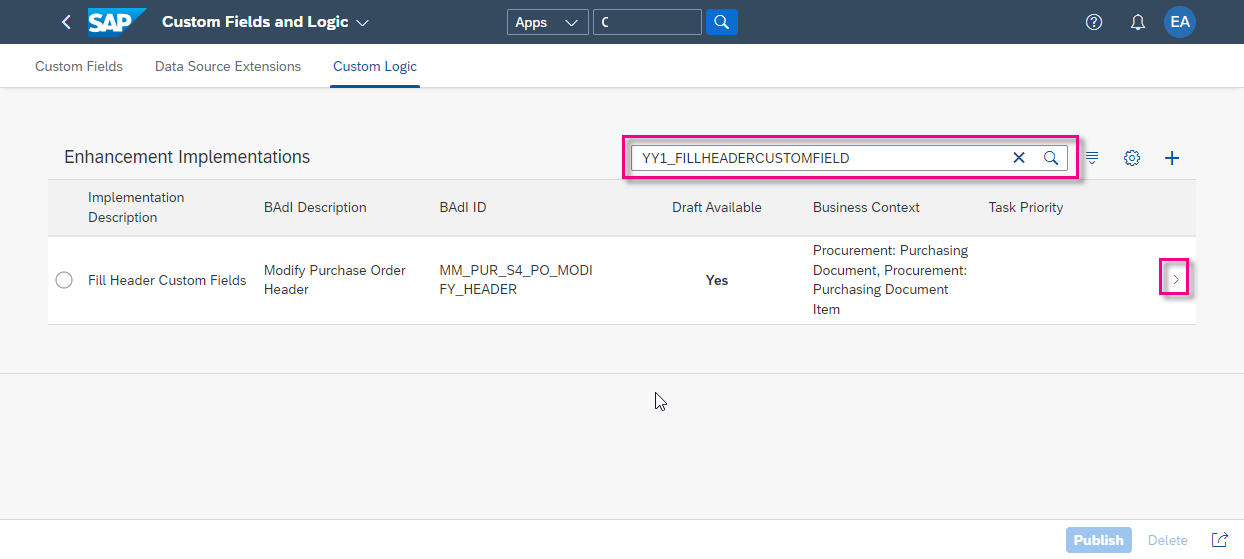 SAP Custom Fields and Logic Apps C EA
Custom Fields Data Source Extensions Custom Logic
Enhancement Implementations YY1_FILLHEADERCUSTOMFIELD
Implementation
Description BAdI Description BAdI ID Draft Available Business Context Task Priority
Procurement: Purchasing
Fill Header Custom Fields Modify Purchase Order MM_PUR_S4_PO_MODI Yes Document, Procurement:
Header FY_HEADER Purchasing Document
Item
Publish Delete